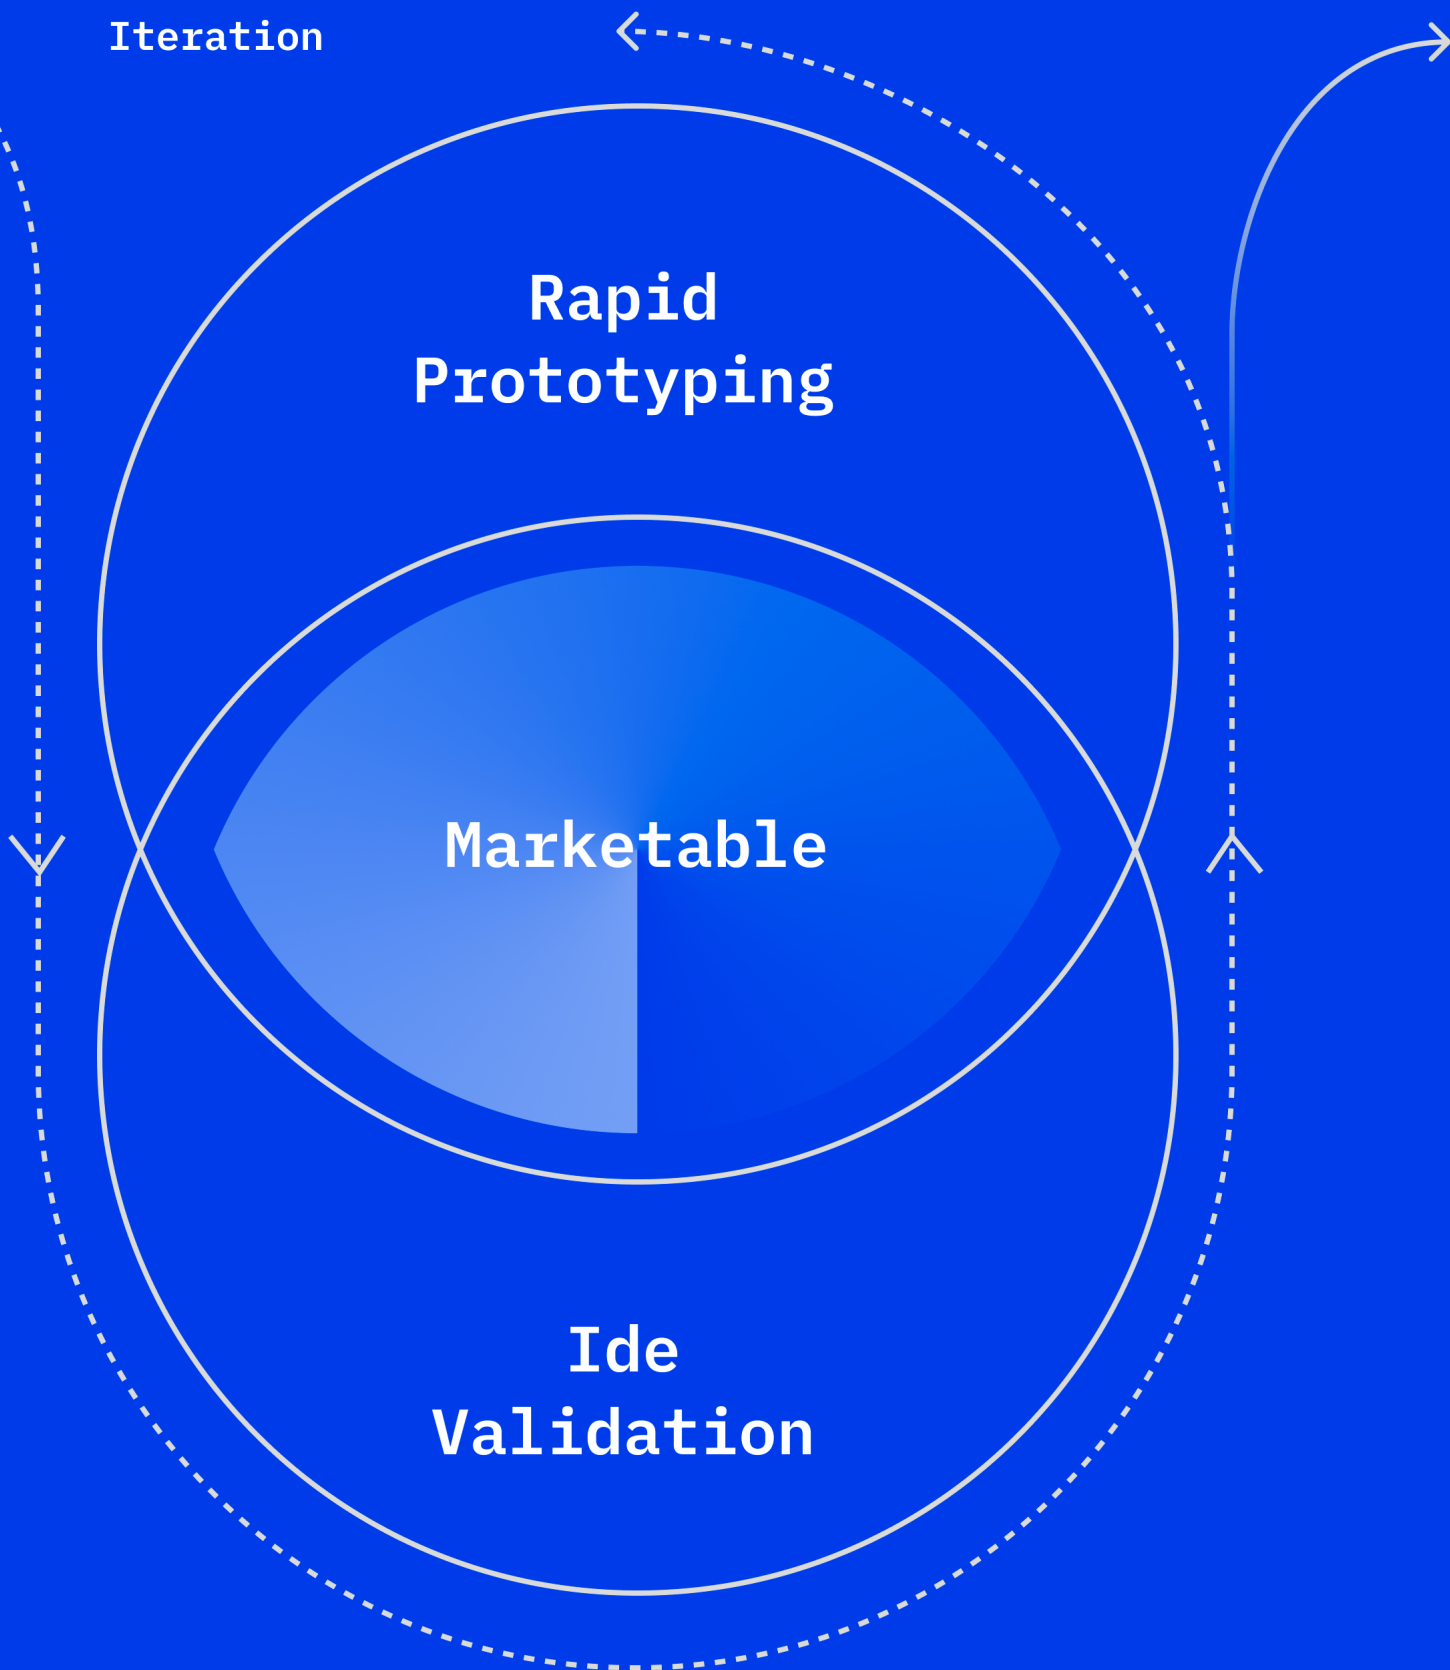 Iteration
Rapid
Prototyping
Marketable
Ide
Validation